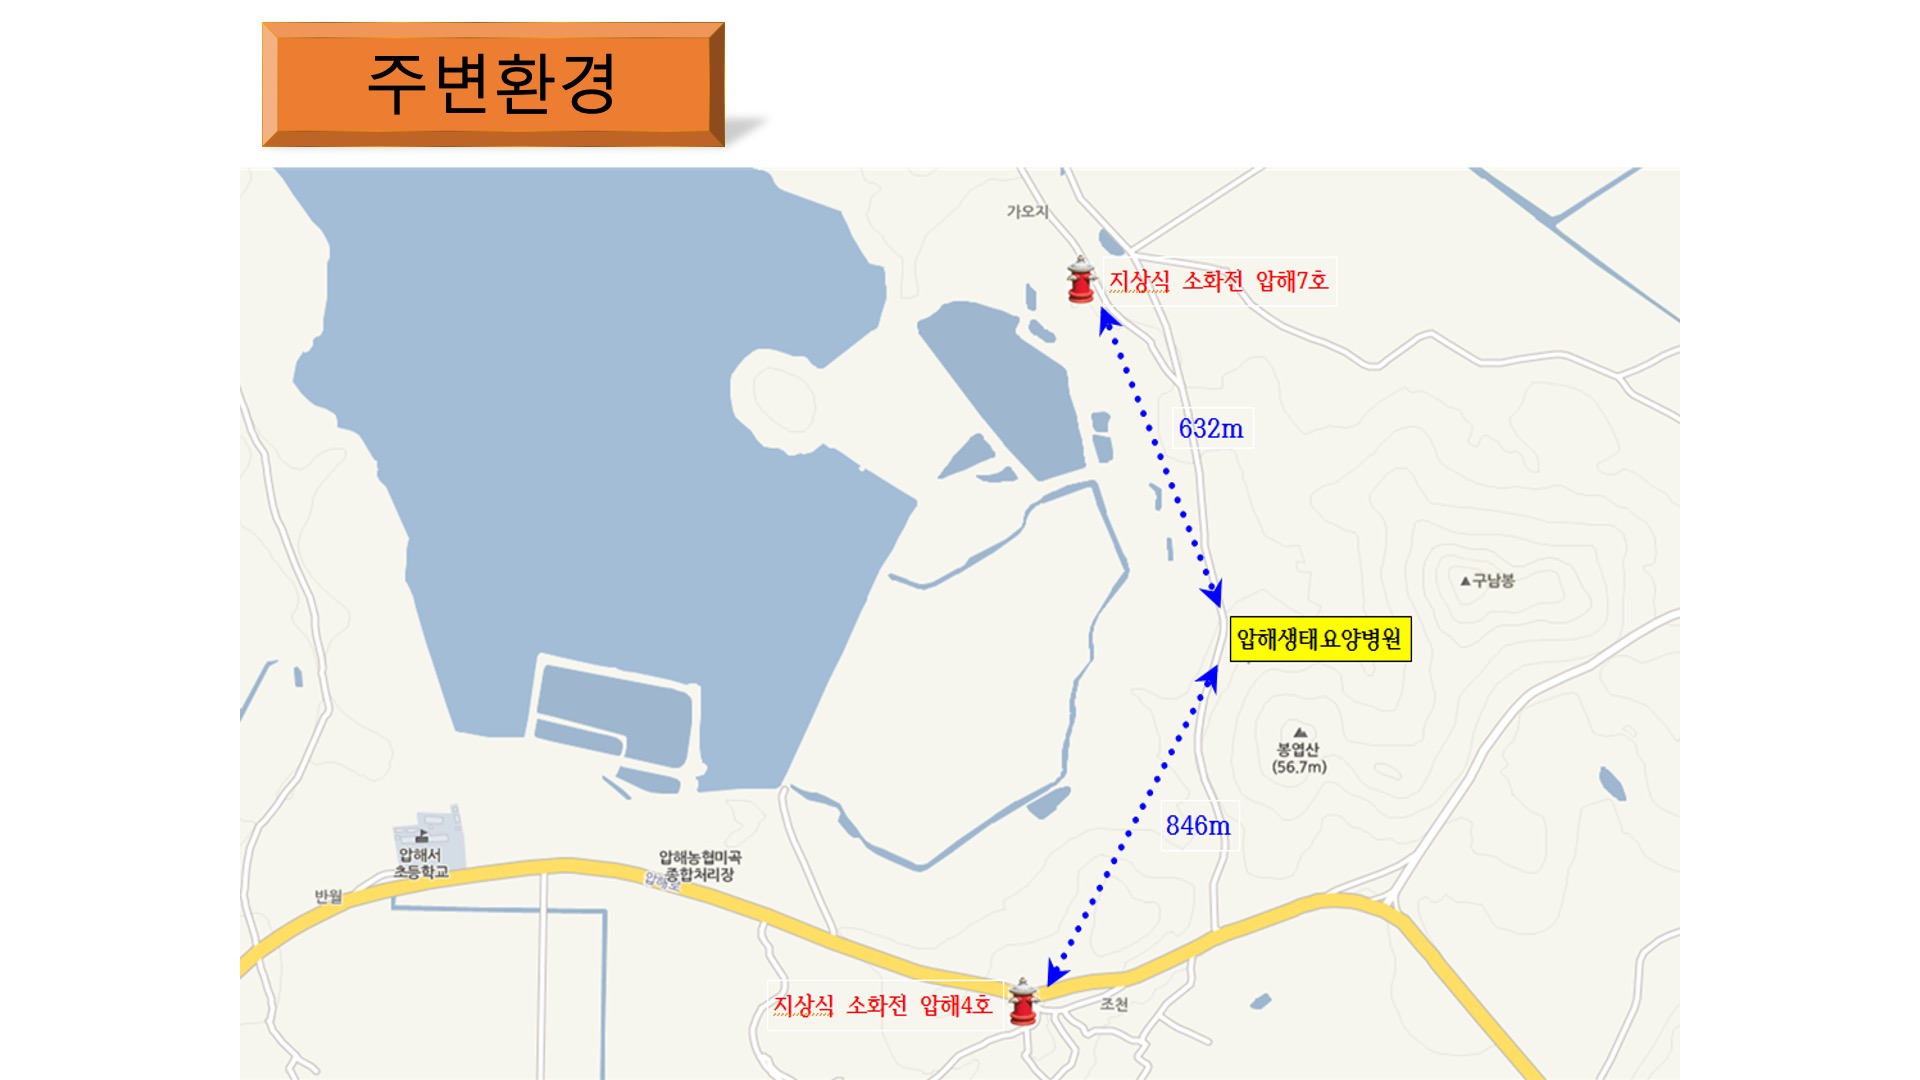 주변환경
가오지
지상식 소화전 압해7호
632m
▲구남봉
압해생태요양병원
봉엽산
(56.7m)
846m
압해서
초등학교
압해농협미곡
종합처리장
압해로
반월
지상식 소화전 압해4호
조천